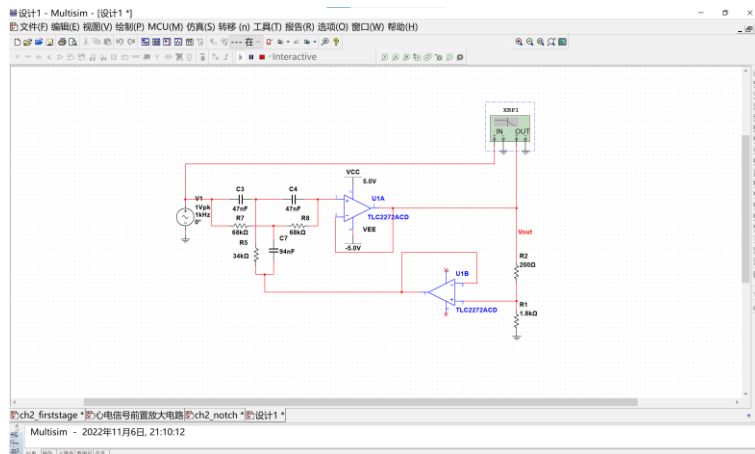 设计1 - Multisim - [设计1 *]
文件(F) 编辑(E) 视图(V) 绘制(P) MCU(M) 仿真(S) 转移 (n) 工具(T) 报告(R) 选项(O) 窗口(W) 帮助(H)
--- 在 -
Interactive
XBP1
IN OUT
VCC
5.0V
V1
1Vpk
1kHz
0°
C3
47nF
C4
47nF
U1A
TLC2272ACD
R7
68kΩ
R8
68kΩ
VEE
-5.0V
R5
34kΩ
C7
94nF
Vout
R2
200Ω
U1B
TLC2272ACD
R1
1.8kΩ
ch2_firststage * 心电信号前置放大电路 ch2_notch * 设计1 *
Multisim - 2022年11月6日, 21:10:12